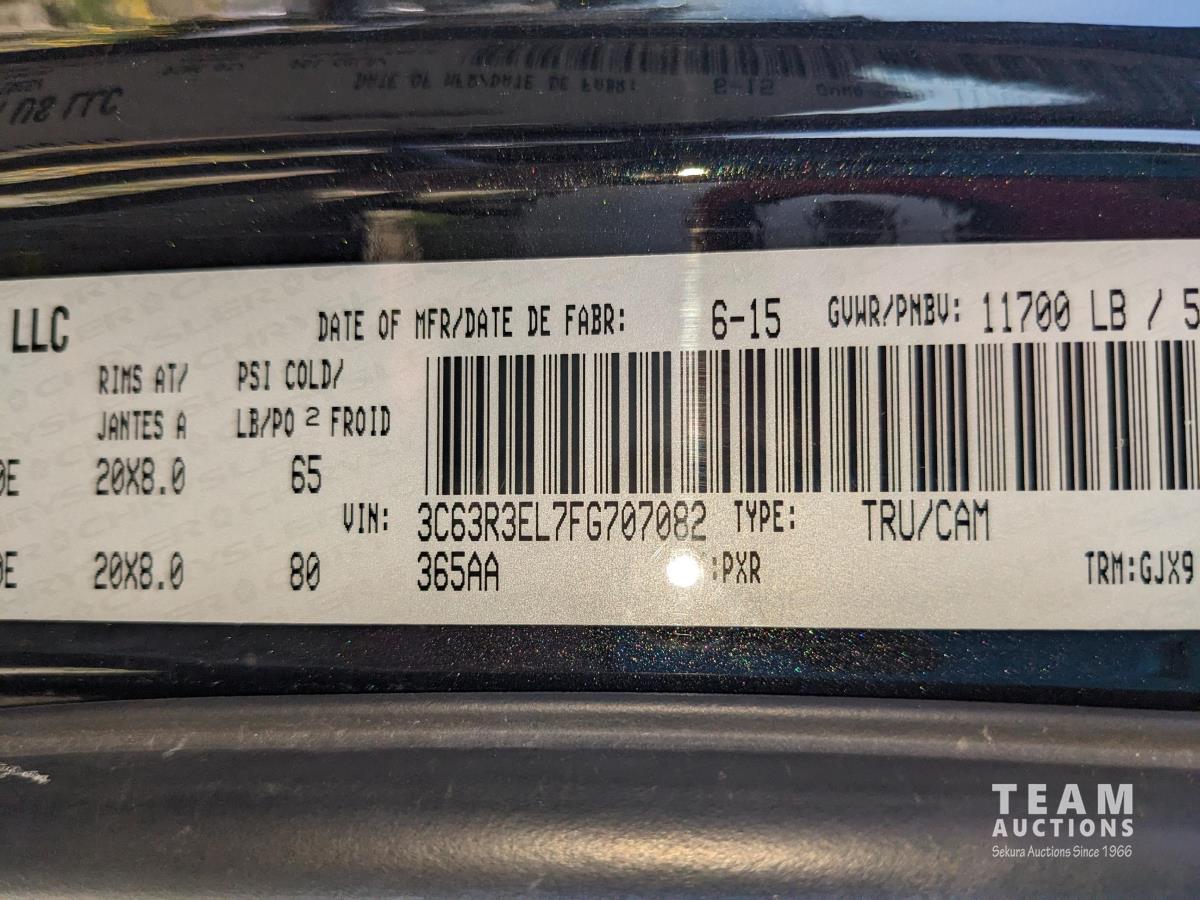 LLC DATE OF MFR/DATE DE FABR: 6-15 GVWR/PNBV: 11700 LB / 5
RIMS AT/ PSI COLD/
JANTES A LB/PO 2 FROID
0E 20X8.0 65
VIN: 3C63R3EL7FG707082 TYPE: TRU/CAM
0E 20X8.0 80 365AA :PXR TRM:GJX9
TEAM
AUCTIONS
Sekura Auctions Since 1966